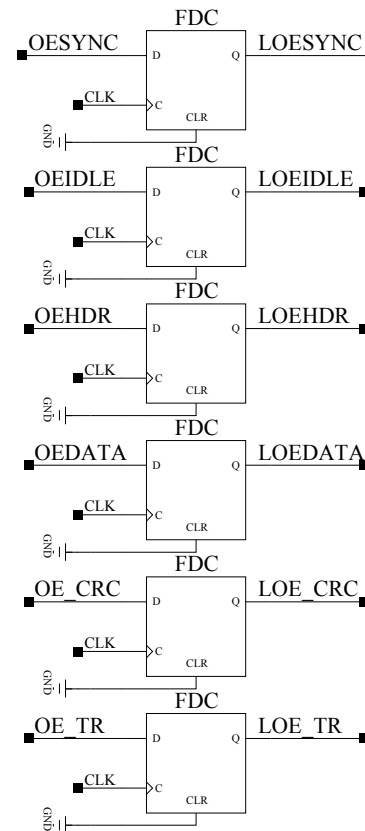 FDC
OESYNC LOESYNC
D Q
CLK
C
CLR
GND
FDC
OEIDLE LOEIDLE
D Q
CLK
C
CLR
GND
FDC
OEHDR LOEHDR
D Q
CLK
C
CLR
GND
FDC
OEDATA LOEDATA
D Q
CLK
C
CLR
GND
FDC
OE_CRC LOE_CRC
D Q
CLK
C
CLR
GND
FDC
OE_TR LOE_TR
D Q
CLK
C
CLR
GND